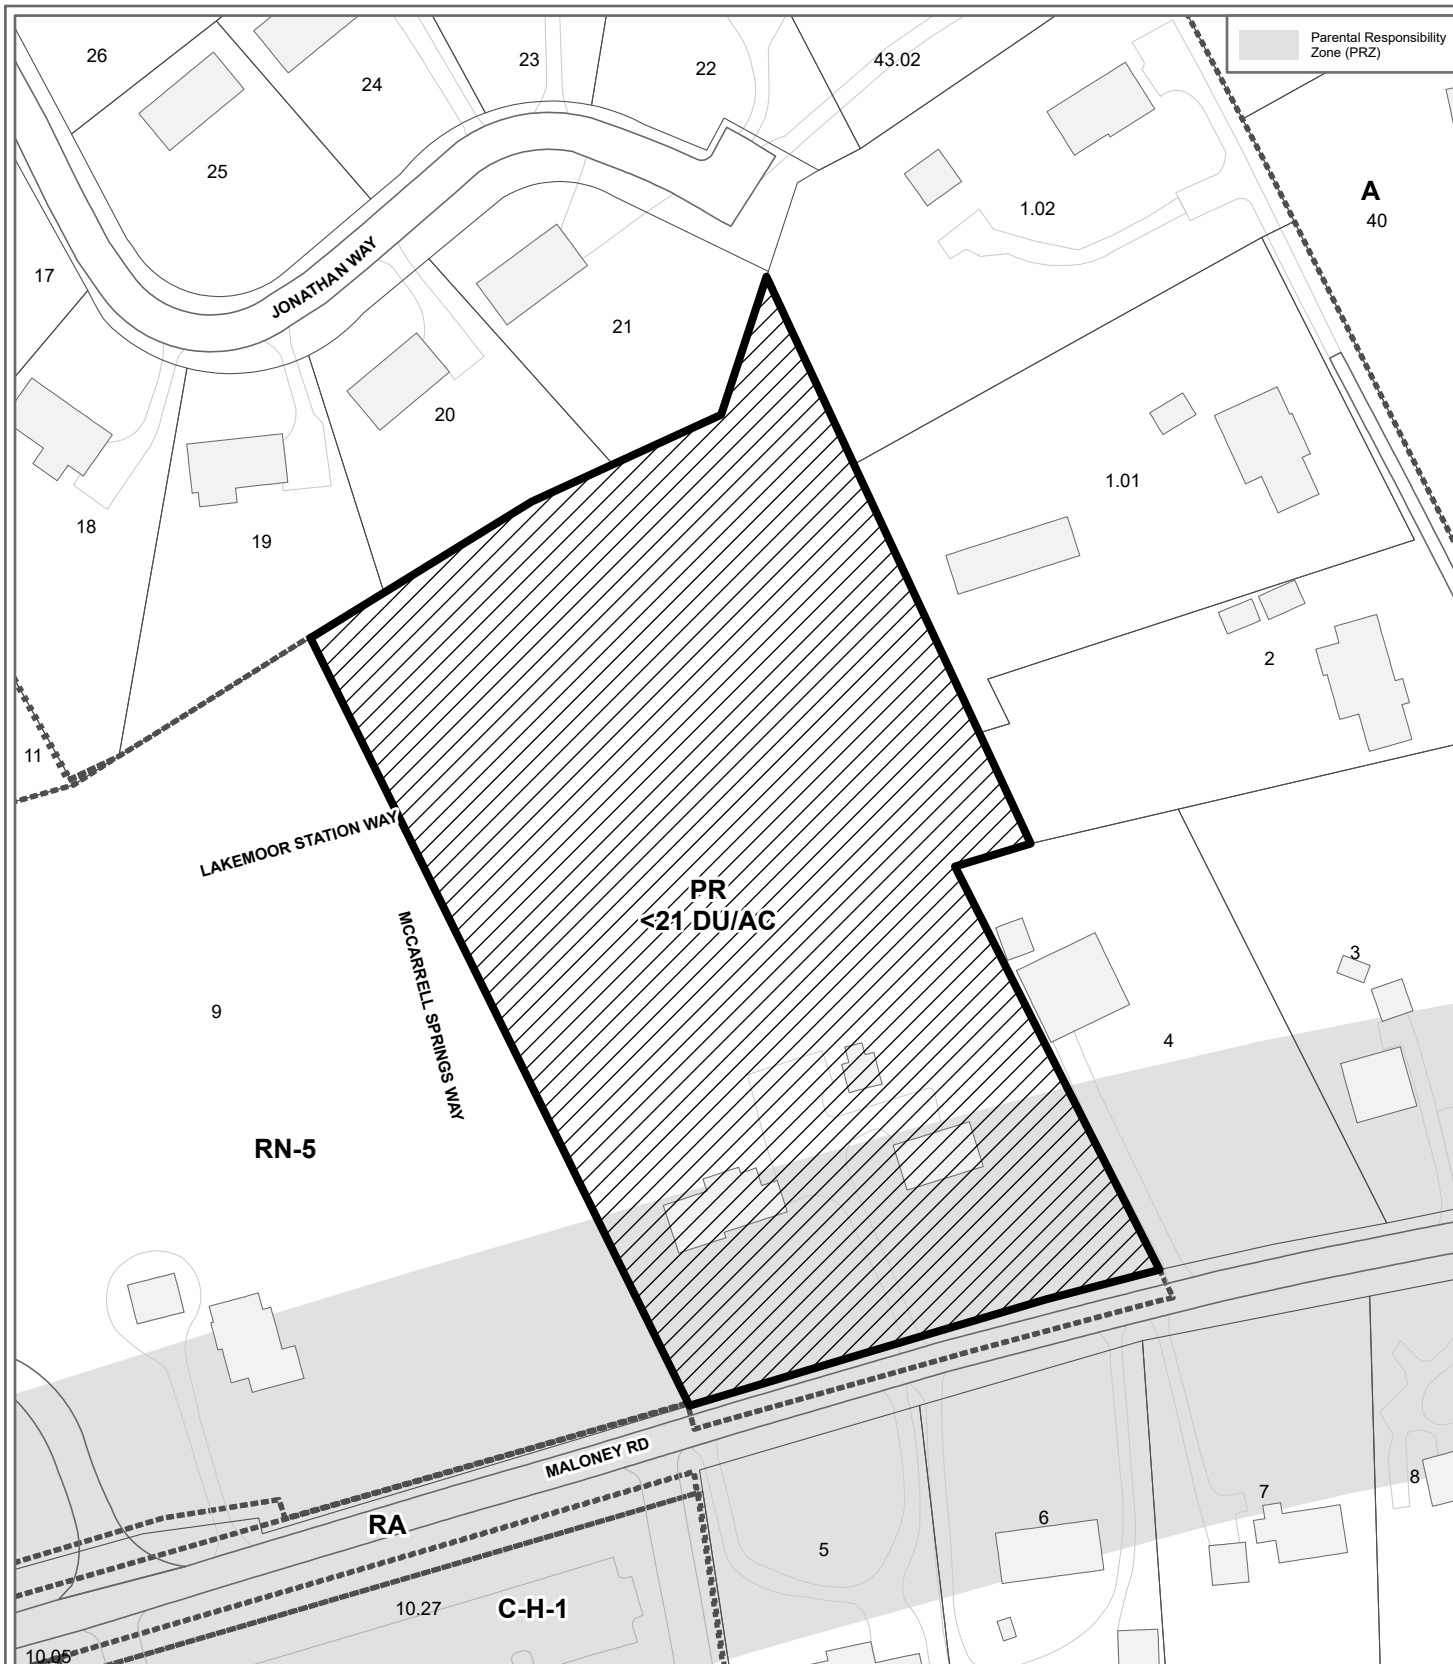 Parental Responsibility
Zone (PRZ)
26
24
23
22
43.02
25
1.02
A
40
17
JONATHAN WAY
21
20
1.01
18
19
2
11
LAKEMOOR STATION WAY
PR
<21 DU/AC
MCCARRELL SPRINGS WAY
3
9
4
RN-5
MALONEY RD
8
7
6
RA
5
10.27
C-H-1
10.05